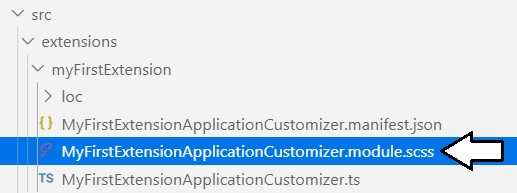 src
extensions
myFirstExtension
loc
{ } MyFirstExtensionApplicationCustomizer.manifest.json
MyFirstExtensionApplicationCustomizer.module.scss
TS MyFirstExtensionApplicationCustomizer.ts